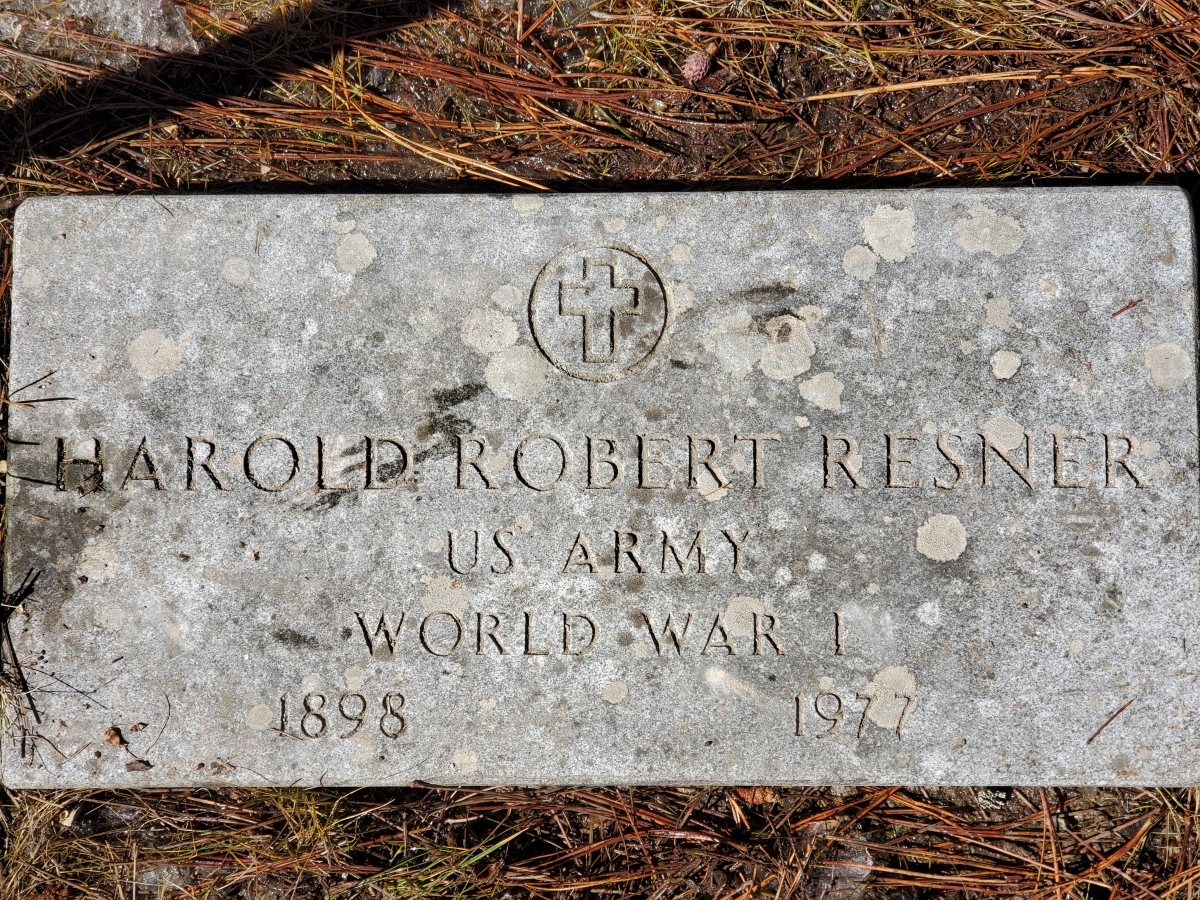 HAROLD ROBERT RESNER
US ARMY
WORLD WAR I
1898 1977